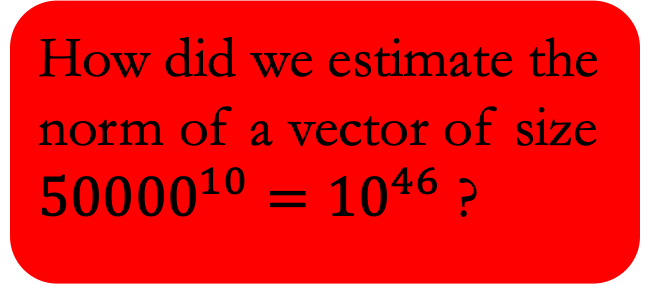 How did we estimate the
norm of a vector of size
50000¹⁰ = 10⁴⁶ ?